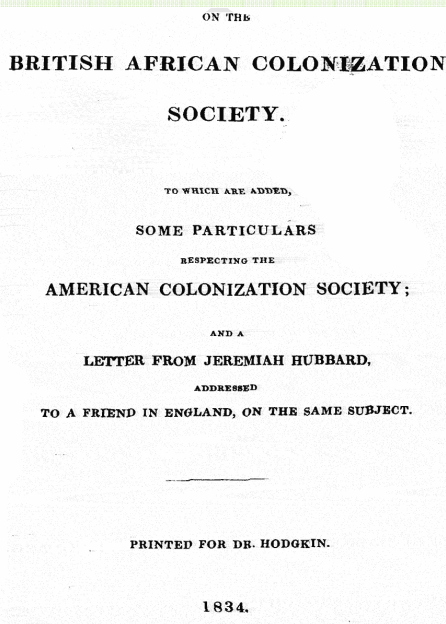 ON THE
BRITISH AFRICAN COLONIZATION
SOCIETY.
TO WHICH ARE ADDED,
SOME PARTICULARS
RESPECTING THE
AMERICAN COLONIZATION SOCIETY;
AND A
LETTER FROM JEREMIAH HUBBARD,
ADDRESSED
TO A FRIEND IN ENGLAND, ON THE SAME SUBJECT.
PRINTED FOR DR. HODGKIN.
1834.